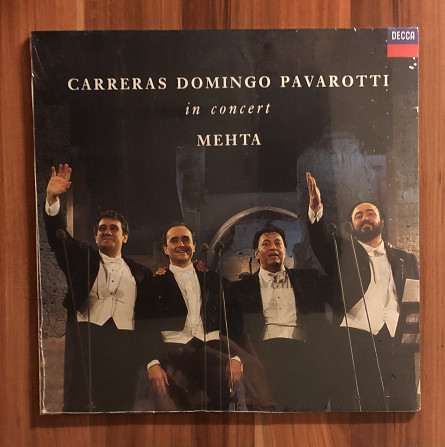 DECCA
CARRERAS DOMINGO PAVAROTTI
in concert
MEHTA